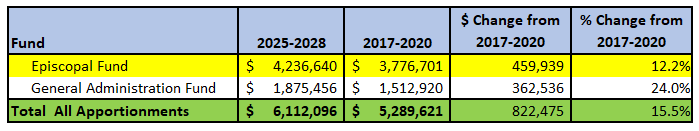 $ Change from % Change from
Fund 2025-2028 2017-2020 2017-2020 2017-2020
Episcopal Fund $ 4,236,640 $ 3,776,701 459,939 12.2%
General Administration Fund $ 1,875,456 $ 1,512,920 362,536 24.0%
Total All Apportionments $ 6,112,096 $ 5,289,621 822,475 15.5%